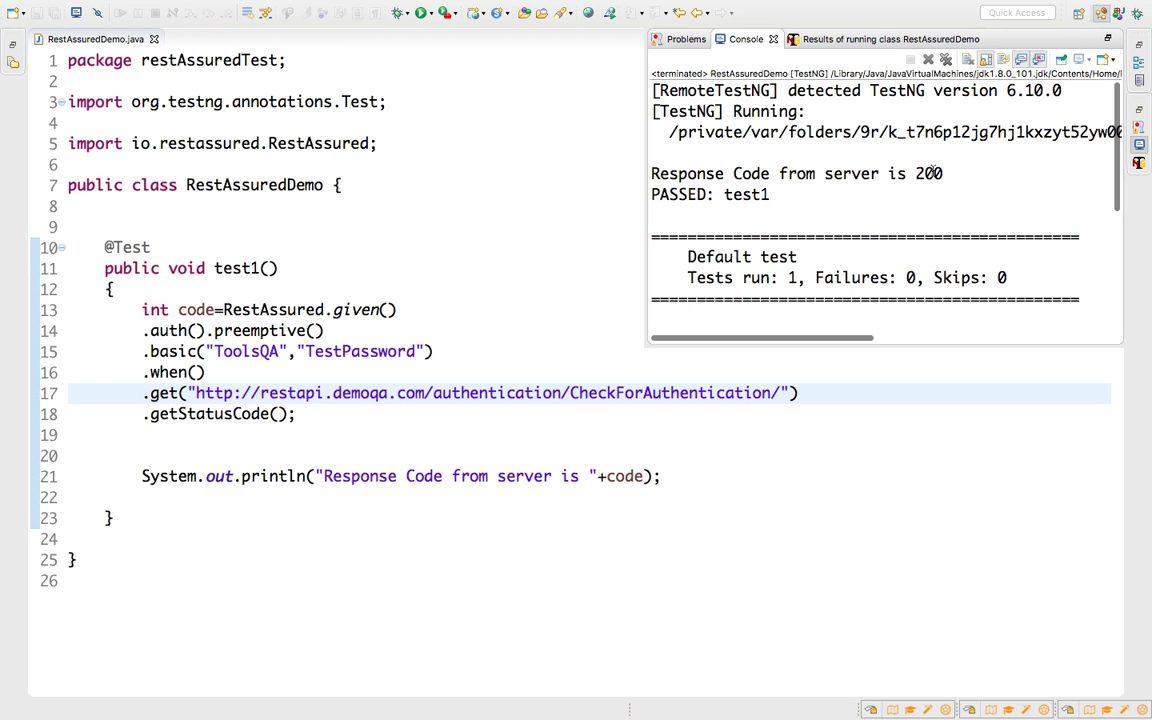 Quick Access
RestAssuredDemo.java
1 package restAssuredTest;
2
3 import org.testng.annotations.Test;
4
5 import io.restassured.RestAssured;
6
7 public class RestAssuredDemo {
8
9
10 @Test
11 public void test1()
12 {
13 int code=RestAssured.given()
14 .auth().preemptive()
15 .basic("ToolsQA","TestPassword")
16 .when()
17 .get("http://restapi.demoqa.com/authentication/CheckForAuthentication/")
18 .getStatusCode();
19
20
21 System.out.println("Response Code from server is "+code);
22
23 }
24
25 }
26
Problems Console Results of running class RestAssuredDemo
<terminated> RestAssuredDemo [TestNG] /Library/Java/JavaVirtualMachines/jdk1.8.0_101.jdk/Contents/Home/
[RemoteTestNG] detected TestNG version 6.10.0
[TestNG] Running:
/private/var/folders/9r/k_t7n6p12jg7hj1kxzyt52yw00
Response Code from server is 200
PASSED: test1
===============================================
Default test
Tests run: 1, Failures: 0, Skips: 0
===============================================